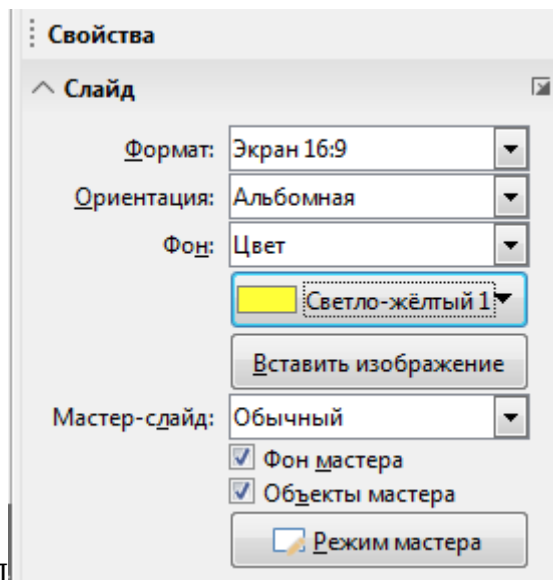 Свойства
Слайд
Формат: Экран 16:9
Ориентация: Альбомная
Фон: Цвет
Светло-жёлтый 1
Вставить изображение
Мастер-слайд: Обычный
Фон мастера
Объекты мастера
Режим мастера